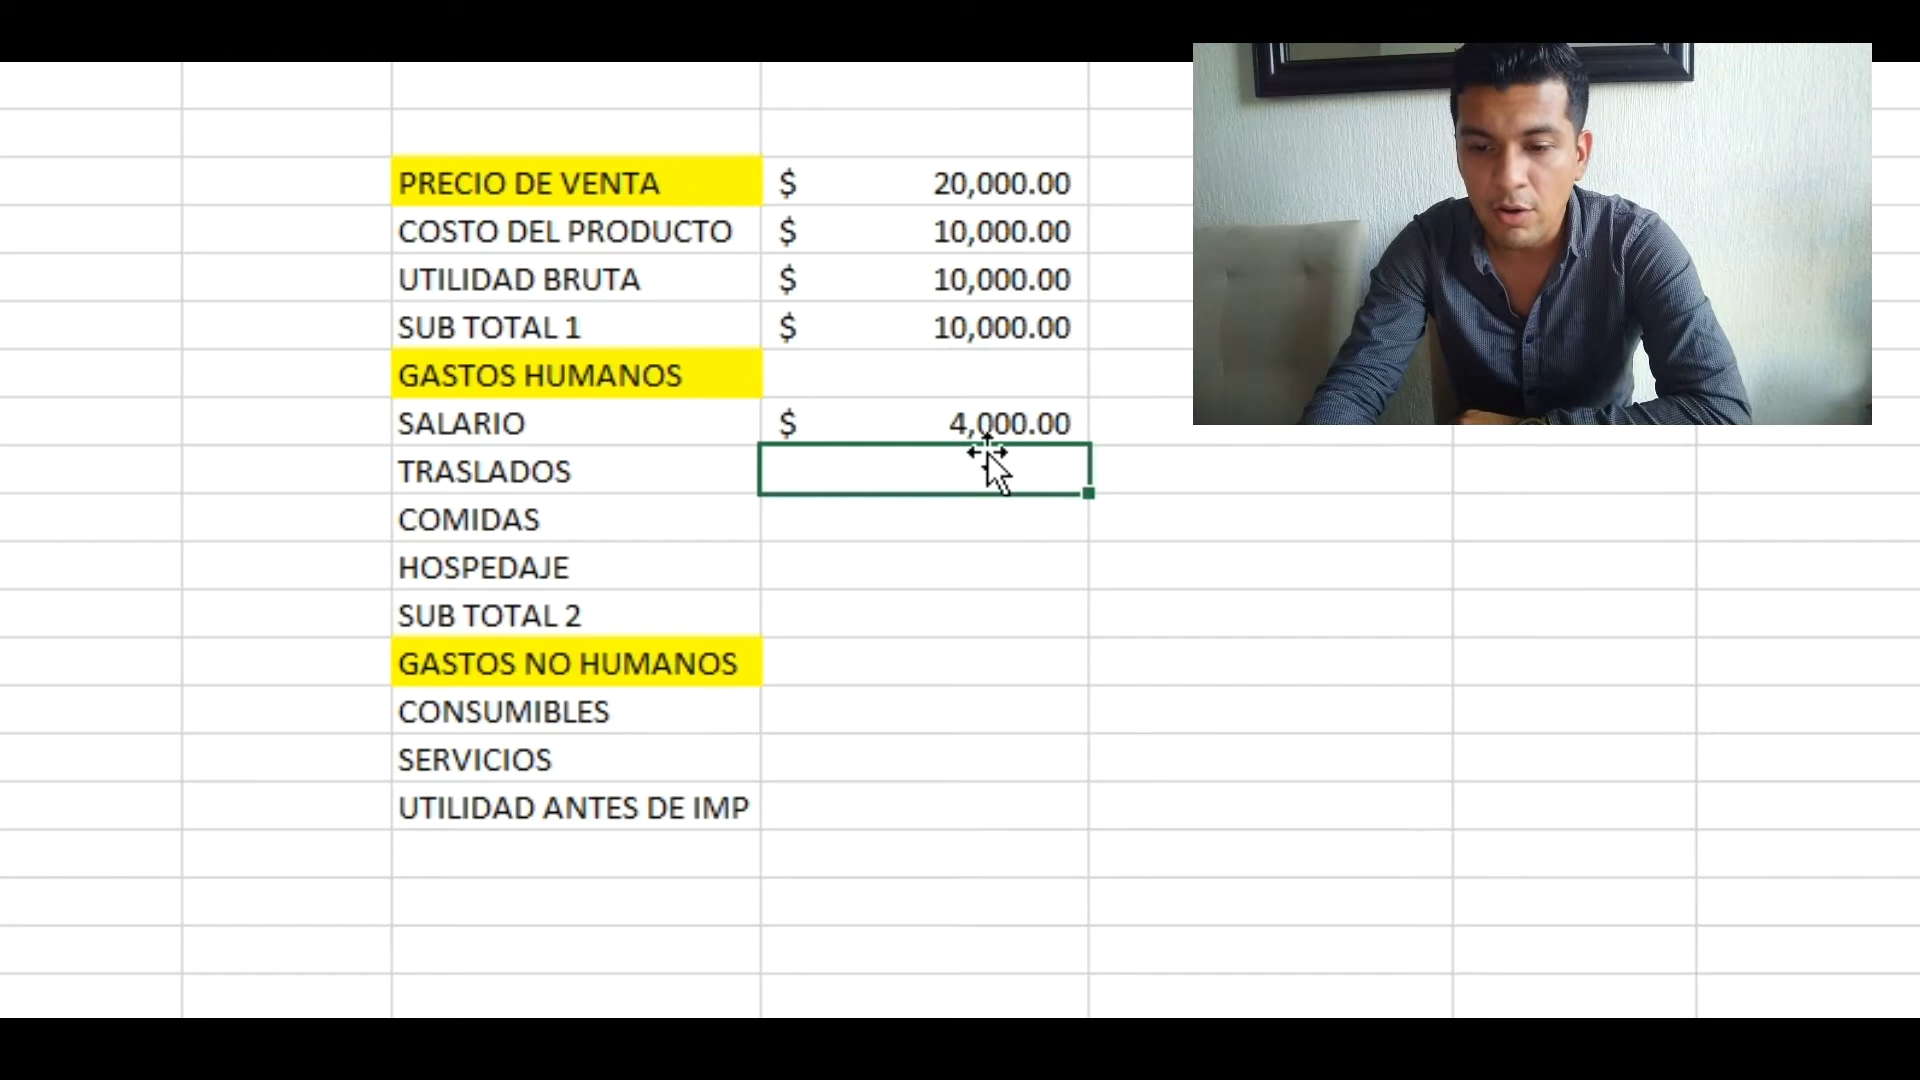 PRECIO DE VENTA $ 20,000.00
COSTO DEL PRODUCTO $ 10,000.00
UTILIDAD BRUTA $ 10,000.00
SUB TOTAL 1 $ 10,000.00
GASTOS HUMANOS
SALARIO $ 4,000.00
TRASLADOS
COMIDAS
HOSPEDAJE
SUB TOTAL 2
GASTOS NO HUMANOS
CONSUMIBLES
SERVICIOS
UTILIDAD ANTES DE IMP